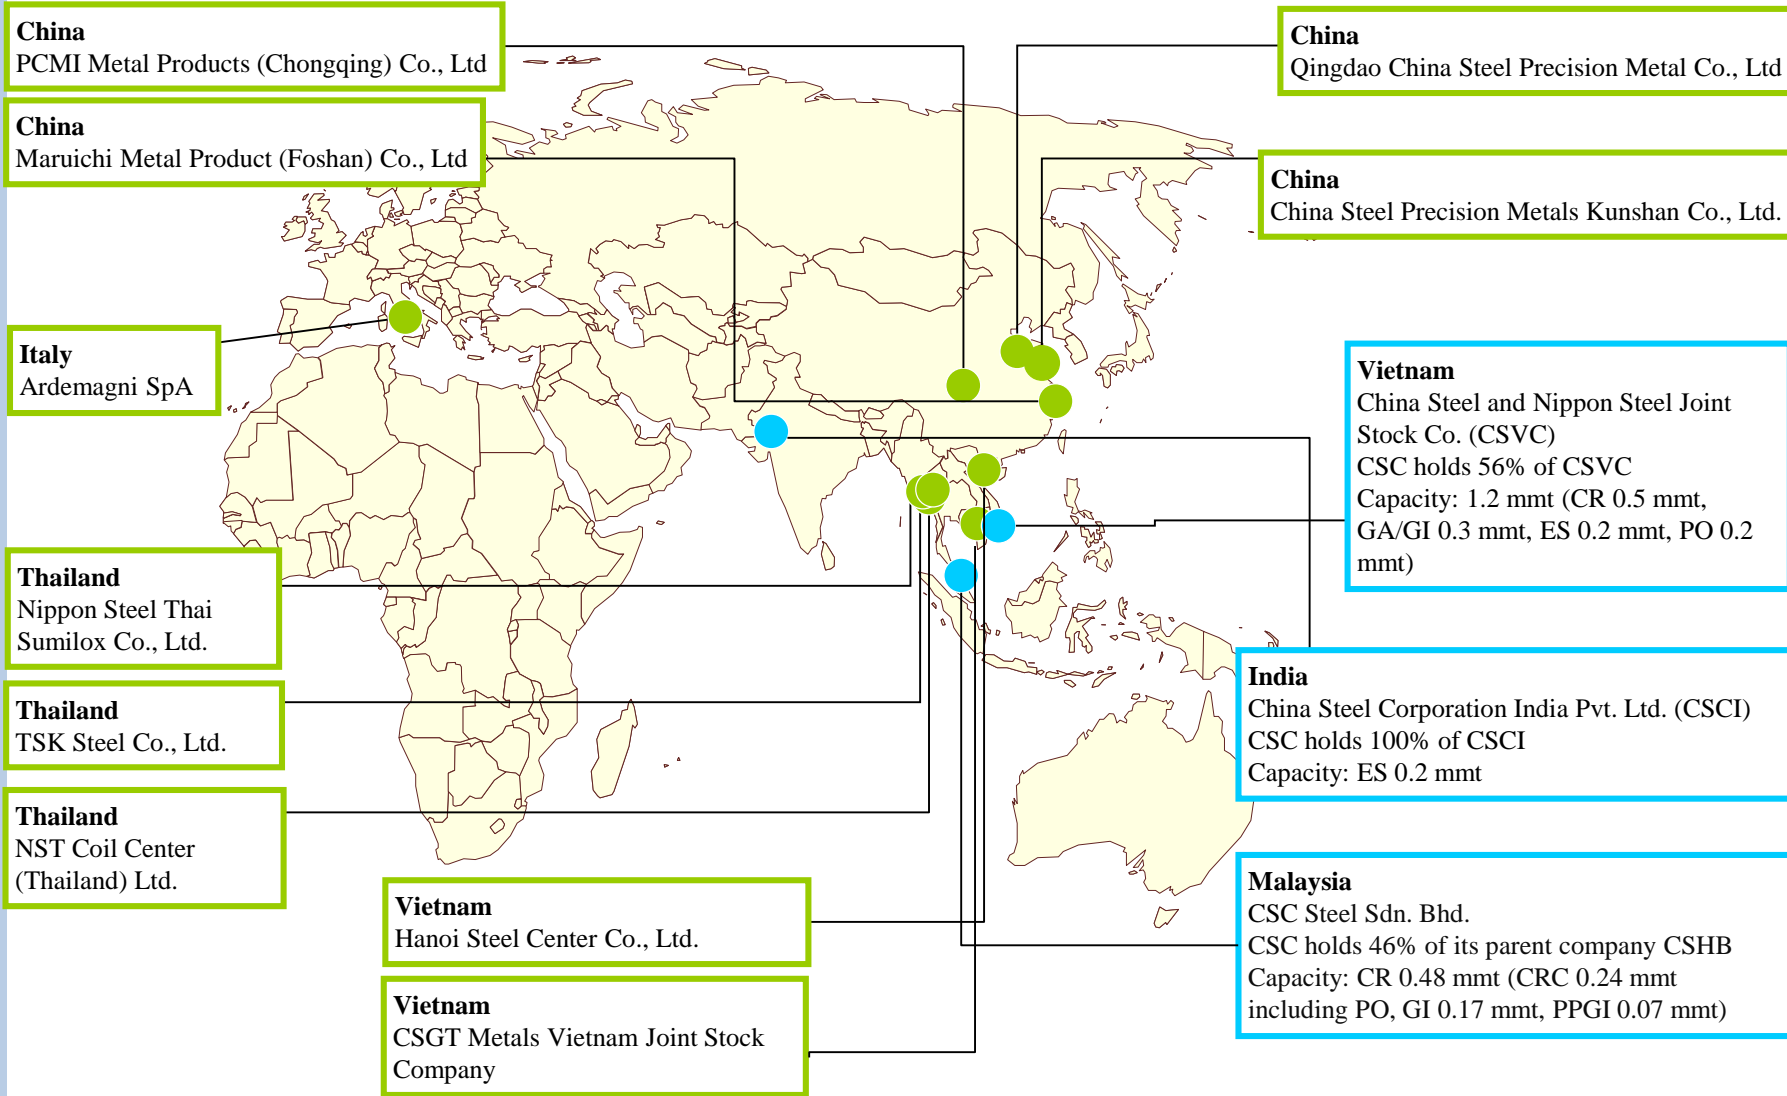 China
PCMI Metal Products (Chongqing) Co., Ltd
China
Maruichi Metal Product (Foshan) Co., Ltd
China
Qingdao China Steel Precision Metal Co., Ltd
China
China Steel Precision Metals Kunshan Co., Ltd.
Italy
Ardemagni SpA
Vietnam
China Steel and Nippon Steel Joint
Stock Co. (CSVC)
CSC holds 56% of CSVC
Capacity: 1.2 mmt (CR 0.5 mmt,
GA/GI 0.3 mmt, ES 0.2 mmt, PO 0.2
mmt)
Thailand
Nippon Steel Thai
Sumilox Co., Ltd.
Thailand
TSK Steel Co., Ltd.
Thailand
NST Coil Center
(Thailand) Ltd.
India
China Steel Corporation India Pvt. Ltd. (CSCI)
CSC holds 100% of CSCI
Capacity: ES 0.2 mmt
Malaysia
CSC Steel Sdn. Bhd.
CSC holds 46% of its parent company CSHB
Capacity: CR 0.48 mmt (CRC 0.24 mmt
including PO, GI 0.17 mmt, PPGI 0.07 mmt)
Vietnam
Hanoi Steel Center Co., Ltd.
Vietnam
CSGT Metals Vietnam Joint Stock
Company